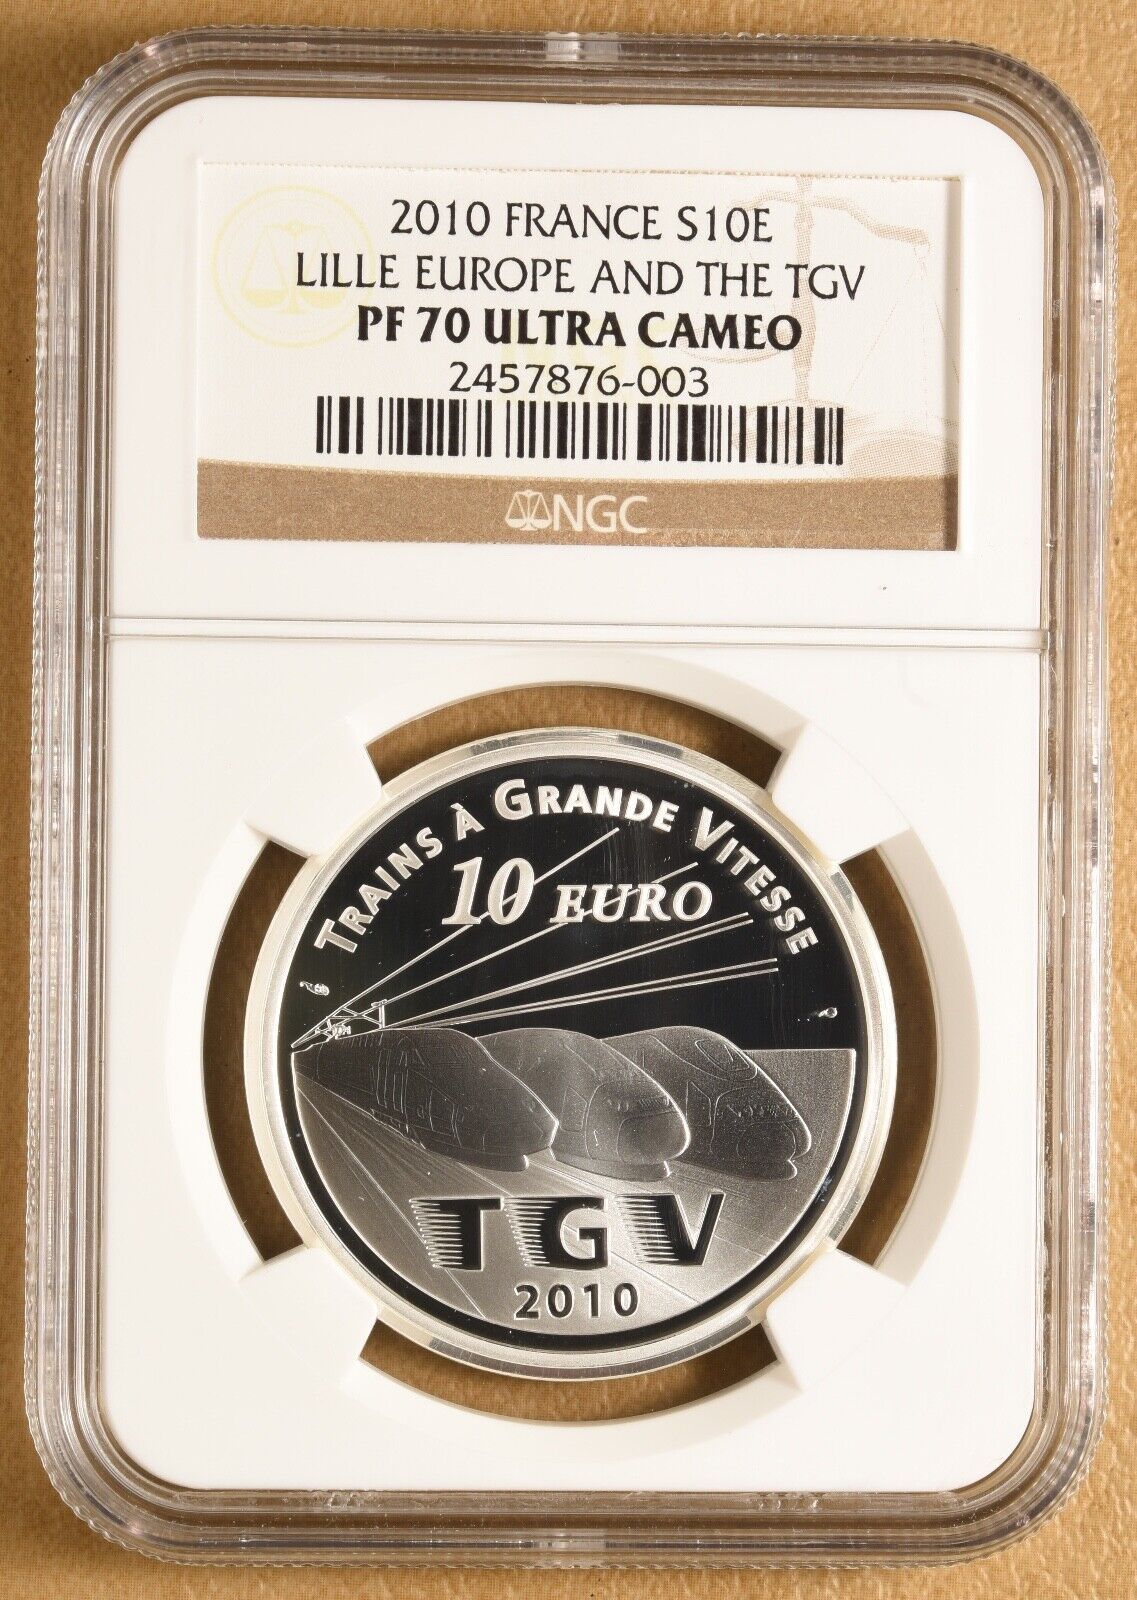 2010 FRANCE S10E
LILLE EUROPE AND THE TGV
PF 70 ULTRA CAMEO
2457876-003
NGC
TRAINS À GRANDE VITESSE
10 EURO
TGV
2010